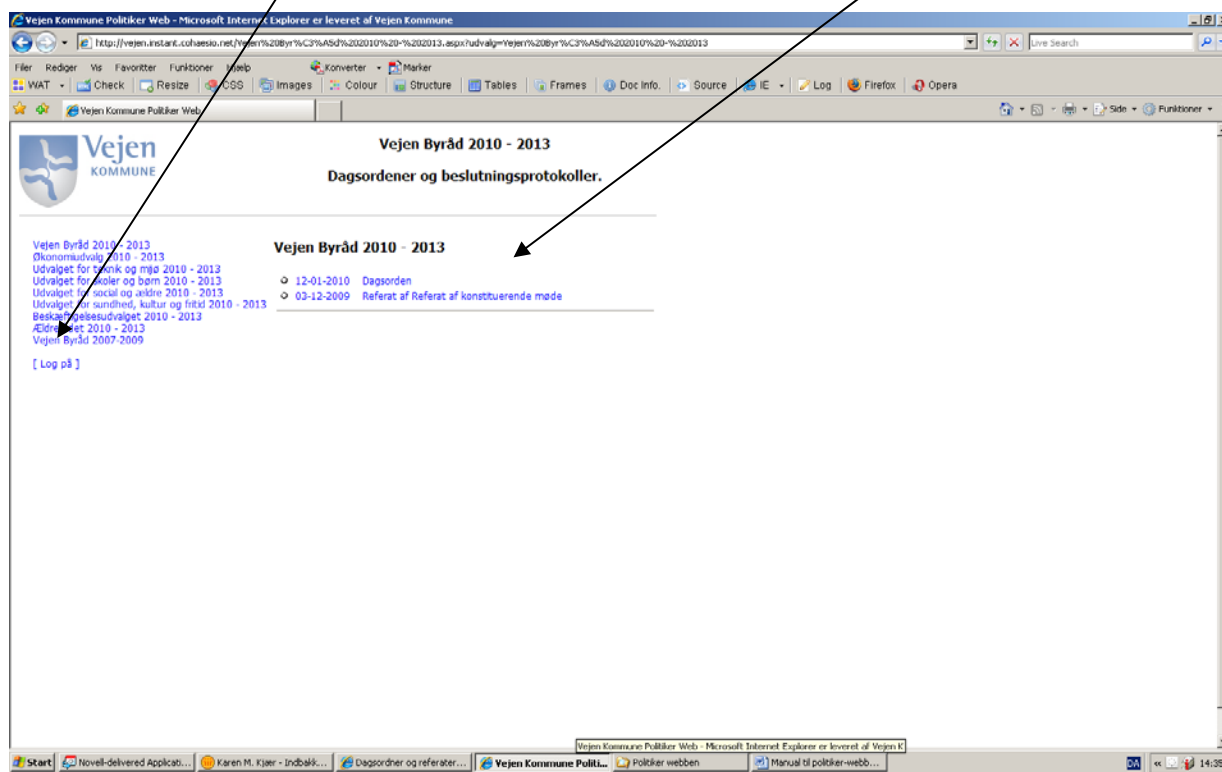 Vejen Kommune Politiker Web - Microsoft Internet Explorer er leveret af Vejen Kommune
http://vejen.instant.cohaesio.net/Vejen%20Byr%C3%A5d%202010%20-%202013.aspx?udvalg=Vejen%20Byr%C3%A5d%202010%20-%202013
Live Search
Filer Rediger Vis Favoritter Funktioner Hjælp Konverter Marker
WAT Check Resize CSS Images Colour Structure Tables Frames Doc Info. Source IE Log Firefox Opera
Vejen Kommune Politiker Web
Side Funktioner
Vejen
KOMMUNE
Vejen Byråd 2010 - 2013
Dagsordener og beslutningsprotokoller.
Vejen Byråd 2010 - 2013
Økonomiudvalg 2010 - 2013
Udvalget for teknik og mijø 2010 - 2013
Udvalget for skoler og børn 2010 - 2013
Udvalget for social og ældre 2010 - 2013
Udvalget for sundhed, kultur og fritid 2010 - 2013
Beskæftigelsesudvalget 2010 - 2013
Ældrerådet 2010 - 2013
Vejen Byråd 2007-2009
[ Log på ]
Vejen Byråd 2010 - 2013
12-01-2010 Dagsorden
03-12-2009 Referat af Referat af konstituerende møde
Vejen Kommune Politiker Web - Microsoft Internet Explorer er leveret af Vejen K
Start Novell-delivered Applicati... Karen M. Kjær - Indbakk... Dagsordner og referater... Vejen Kommune Politi... Politiker webben Manual til politiker-webb... DA « 14:35